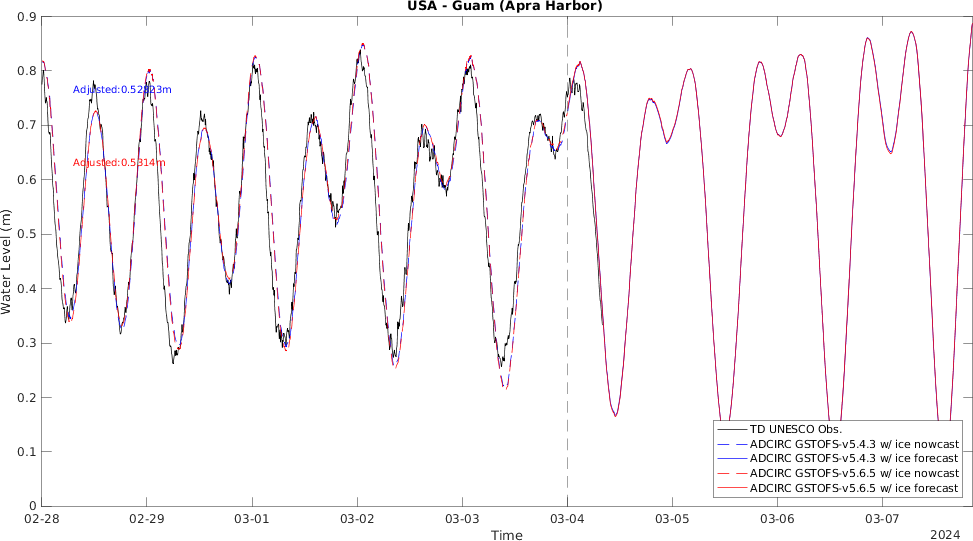 USA - Guam (Apra Harbor)
0.9
0.8
0.7
0.6
0.5
0.4
0.3
0.2
0.1
0
Water Level (m)
Adjusted:0.52823m
Adjusted:0.5314m
TD UNESCO Obs.
ADCIRC GSTOFS-v5.4.3 w/ ice nowcast
ADCIRC GSTOFS-v5.4.3 w/ ice forecast
ADCIRC GSTOFS-v5.6.5 w/ ice nowcast
ADCIRC GSTOFS-v5.6.5 w/ ice forecast
02-28 02-29 03-01 03-02 03-03 03-04 03-05 03-06 03-07
Time
2024